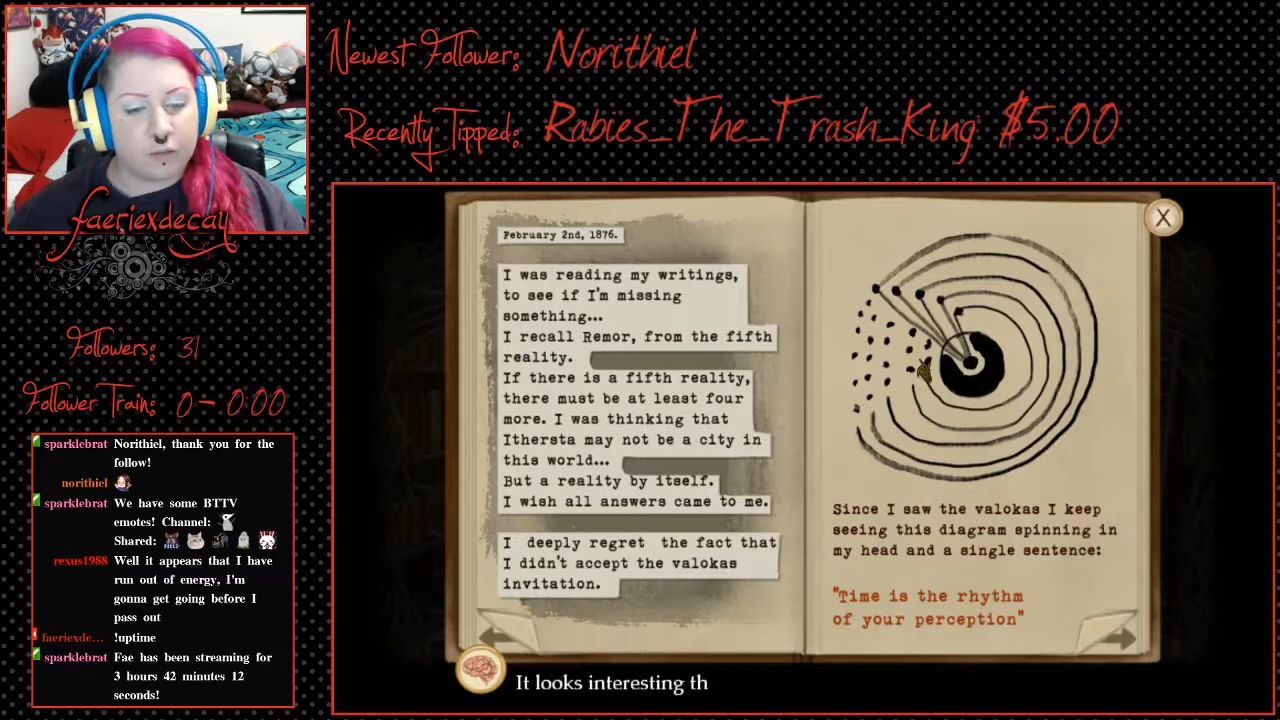 Newest Follower: Norithiel
Recently Tipped: Rabies_The_Trash_King $5.00
faeriexdecay
Followers: 31
Follower Train: 0 - 0:00
sparklebrat Norithiel, thank you for the
follow!
norithiel
sparklebrat We have some BTTV
emotes! Channel:
Shared:
rexus1988 Well it appears that I have
run out of energy, I'm
gonna get going before I
pass out
faeriexde... !uptime
sparklebrat Fae has been streaming for
3 hours 42 minutes 12
seconds!
February 2nd, 1876.
I was reading my writings,
to see if I'm missing
something...
I recall Remor, from the fifth
reality.
If there is a fifth reality,
there must be at least four
more. I was thinking that
Ithersta may not be a city in
this world...
But a reality by itself.
I wish all answers came to me.
I deeply regret the fact that
I didn't accept the valokas
invitation.
X
Since I saw the valokas I keep
seeing this diagram spinning in
my head and a single sentence:
"Time is the rhythm
of your perception"
It looks interesting th